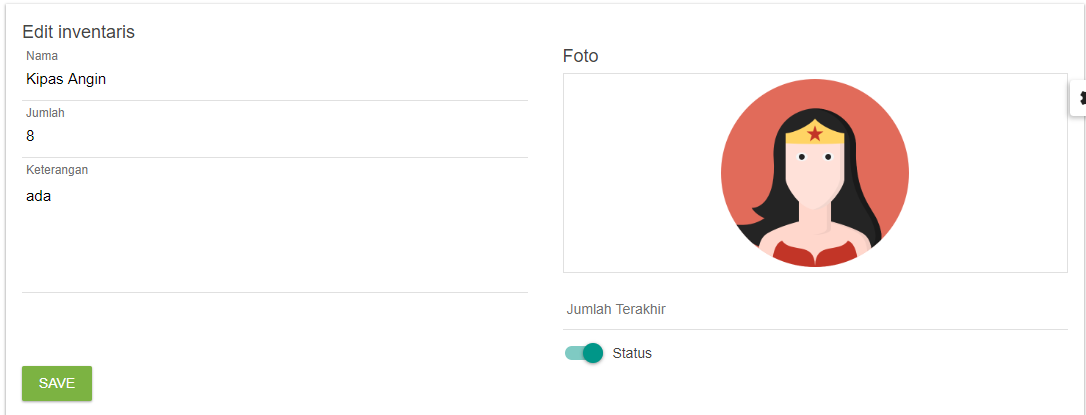 Edit inventaris
Nama
Kipas Angin
Jumlah
8
Keterangan
ada
SAVE
Foto
Jumlah Terakhir
Status